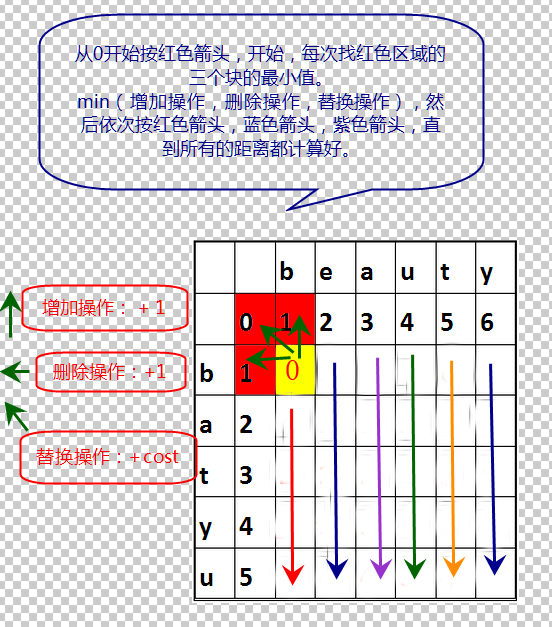 从0开始按红色箭头，开始，每次找红色区域的
三个块的最小值。
min（增加操作，删除操作，替换操作），然
后依次按红色箭头，蓝色箭头，紫色箭头，直
到所有的距离都计算好。
b e a u t y
增加操作：+1
0 1 2 3 4 5 6
删除操作：+1
b 1 0
a 2
替换操作：+cost
t 3
y 4
u 5